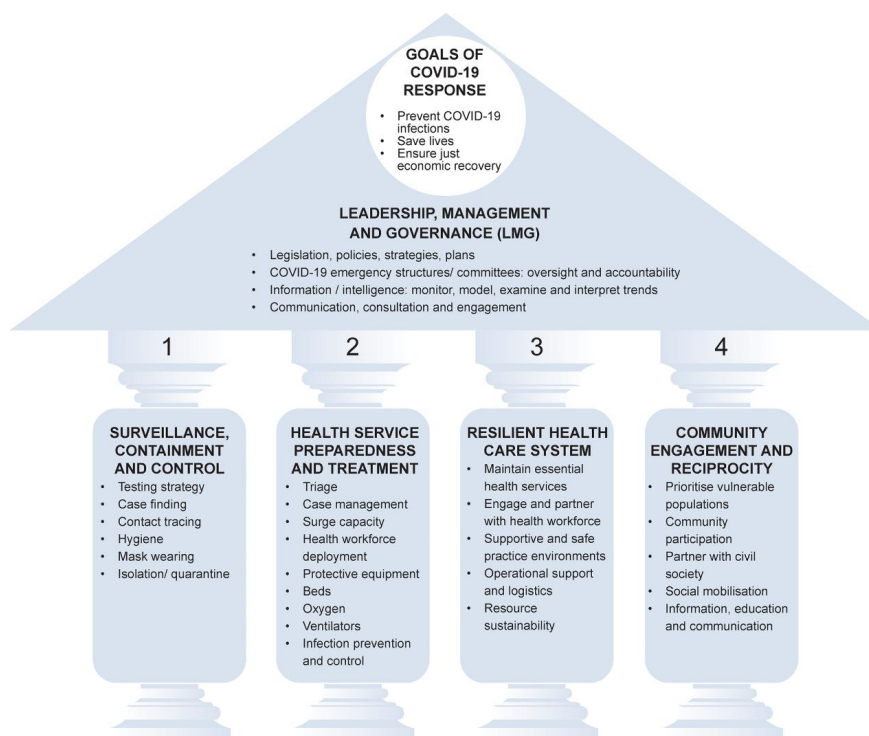 GOALS OF
COVID-19
RESPONSE
• Prevent COVID-19
infections
• Save lives
• Ensure just
economic recovery
LEADERSHIP, MANAGEMENT
AND GOVERNANCE (LMG)
• Legislation, policies, strategies, plans
• COVID-19 emergency structures/ committees: oversight and accountability
• Information / intelligence: monitor, model, examine and interpret trends
• Communication, consultation and engagement
1
SURVEILLANCE,
CONTAINMENT
AND CONTROL
• Testing strategy
• Case finding
• Contact tracing
• Hygiene
• Mask wearing
• Isolation/ quarantine
2
HEALTH SERVICE
PREPAREDNESS
AND TREATMENT
• Triage
• Case management
• Surge capacity
• Health workforce
deployment
• Protective equipment
• Beds
• Oxygen
• Ventilators
• Infection prevention
and control
3
RESILIENT HEALTH
CARE SYSTEM
• Maintain essential
health services
• Engage and partner
with health workforce
• Supportive and safe
practice environments
• Operational support
and logistics
• Resource
sustainability
4
COMMUNITY
ENGAGEMENT AND
RECIPROCITY
• Prioritise vulnerable
populations
• Community
participation
• Partner with civil
society
• Social mobilisation
• Information, education
and communication